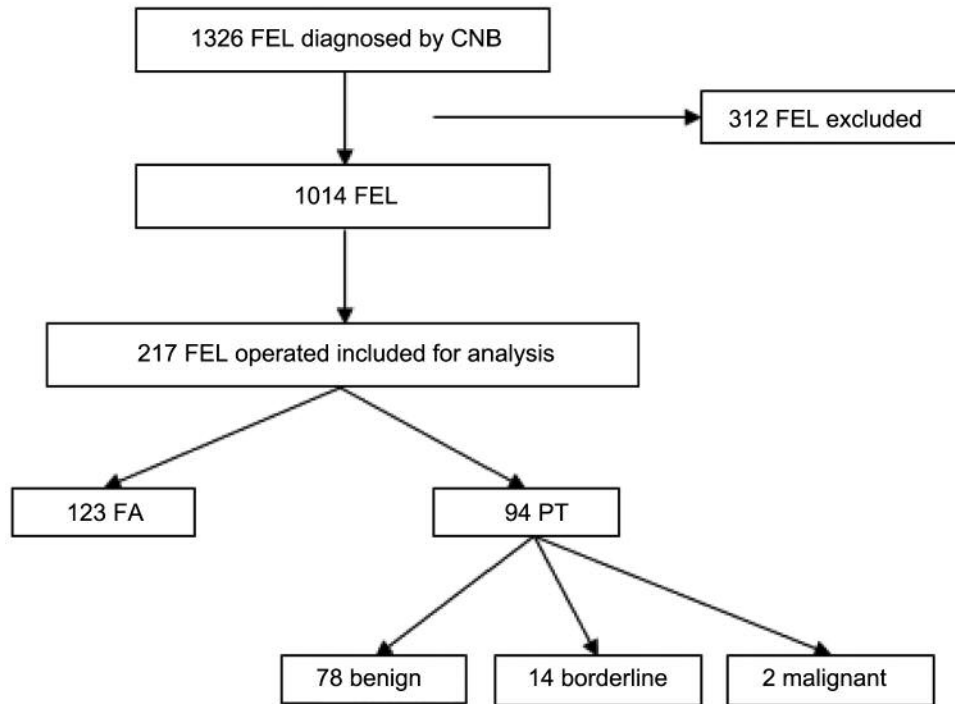 1326 FEL diagnosed by CNB
312 FEL excluded
1014 FEL
217 FEL operated included for analysis
123 FA
94 PT
78 benign
14 borderline
2 malignant